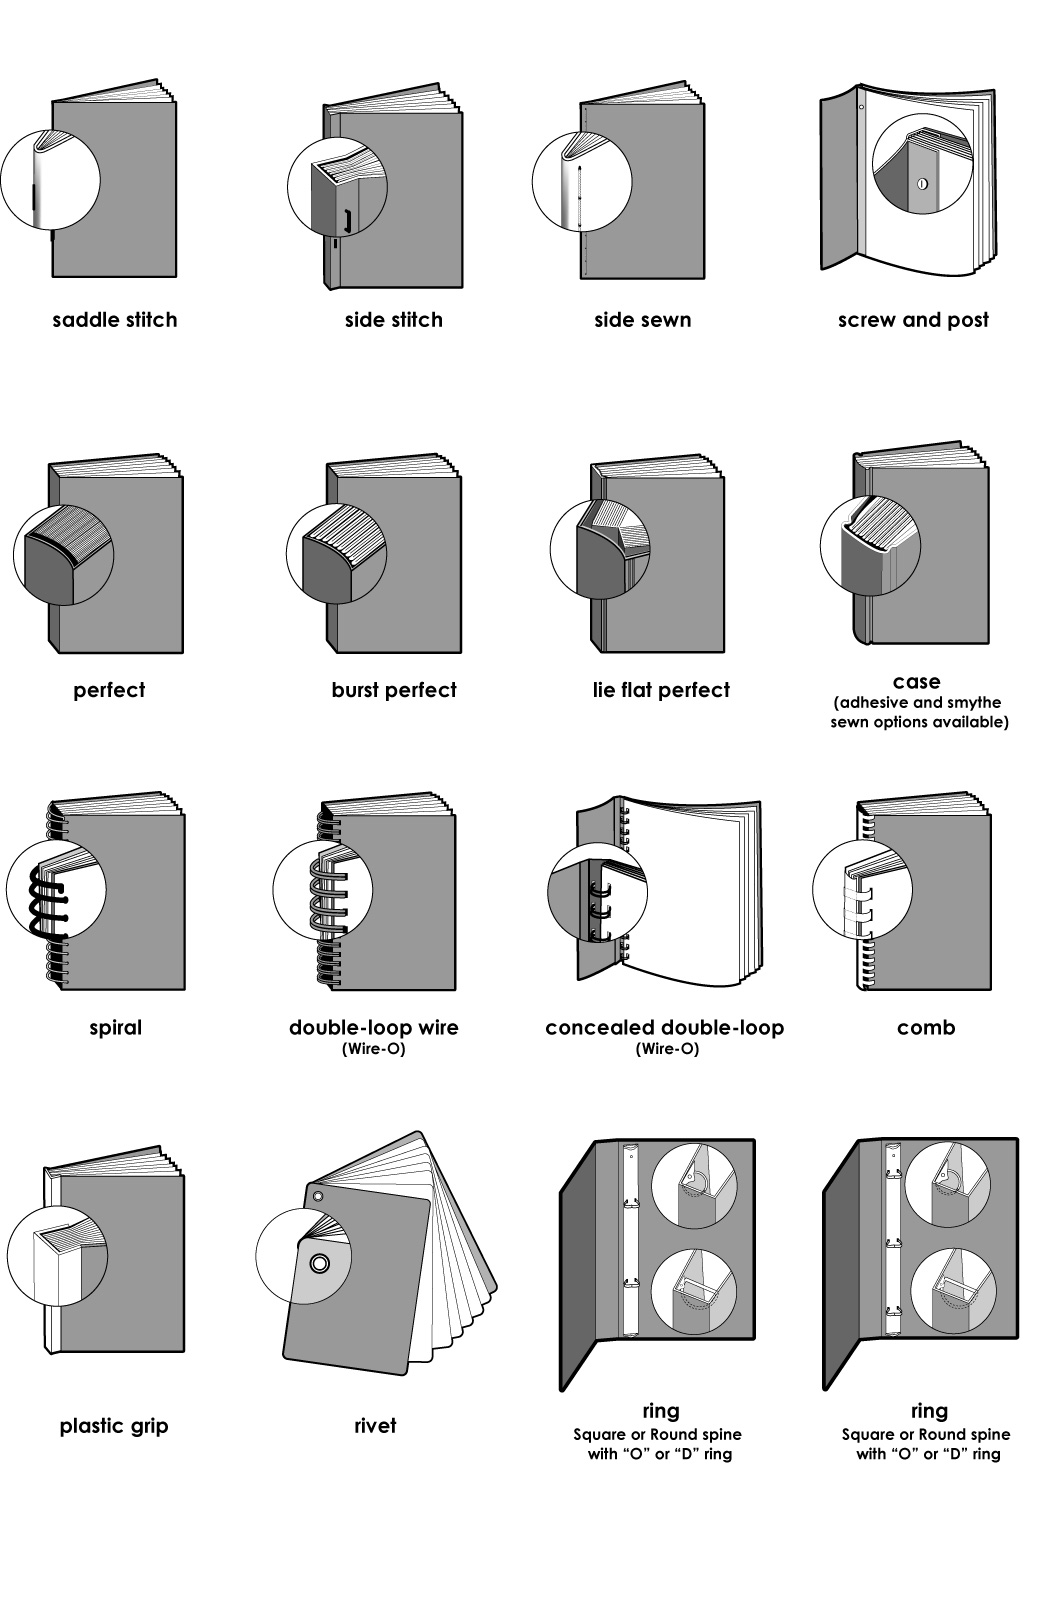 saddle stitch
side stitch
side sewn
screw and post
perfect
burst perfect
lie flat perfect
case
(adhesive and smythe
sewn options available)
spiral
double-loop wire
(Wire-O)
concealed double-loop
(Wire-O)
comb
plastic grip
rivet
ring
Square or Round spine
with “O” or “D” ring
ring
Square or Round spine
with “O” or “D” ring